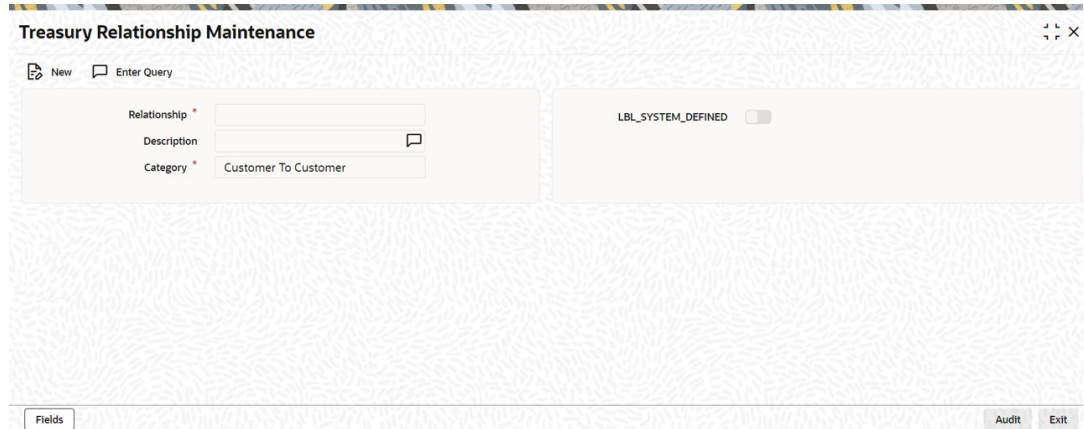 Treasury Relationship Maintenance
New Enter Query
Relationship *
LBL_SYSTEM_DEFINED
Description
Category * Customer To Customer
Fields Audit Exit